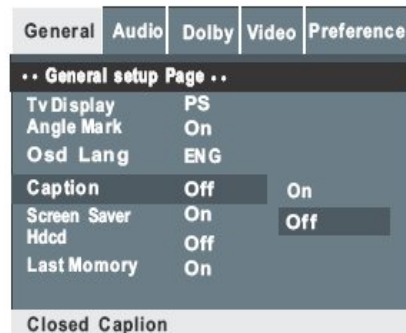 General Audio Dolby Video Preference
•• General setup Page ••
Tv Display PS
Angle Mark On
Osd Lang ENG
Caption Off On
Screen Saver On Off
Hdcd Off
Last Momory On
Closed Caplion